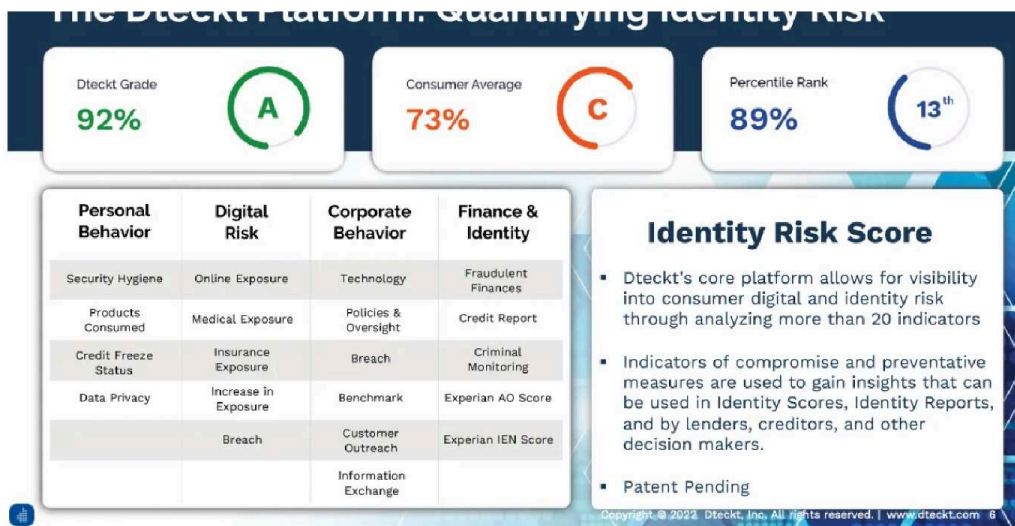 The Dteckt Platform: Quantifying Identity Risk
Dteckt Grade
92%
A
Consumer Average
73%
C
Percentile Rank
89%
13th
Personal
Behavior
Digital
Risk
Corporate
Behavior
Finance &
Identity
Security Hygiene
Online Exposure
Technology
Fraudulent
Finances
Products
Consumed
Medical Exposure
Policies &
Oversight
Credit Report
Credit Freeze
Status
Insurance
Exposure
Breach
Criminal
Monitoring
Data Privacy
Increase in
Exposure
Benchmark
Experian AO Score
Breach
Customer
Outreach
Experian IEN Score
Information
Exchange
Identity Risk Score
▪ Dteckt's core platform allows for visibility
into consumer digital and identity risk
through analyzing more than 20 indicators
▪ Indicators of compromise and preventative
measures are used to gain insights that can
be used in Identity Scores, Identity Reports,
and by lenders, creditors, and other
decision makers.
▪ Patent Pending
Copyright @ 2022 Dteckt, Inc. All rights reserved. | www.dteckt.com 6